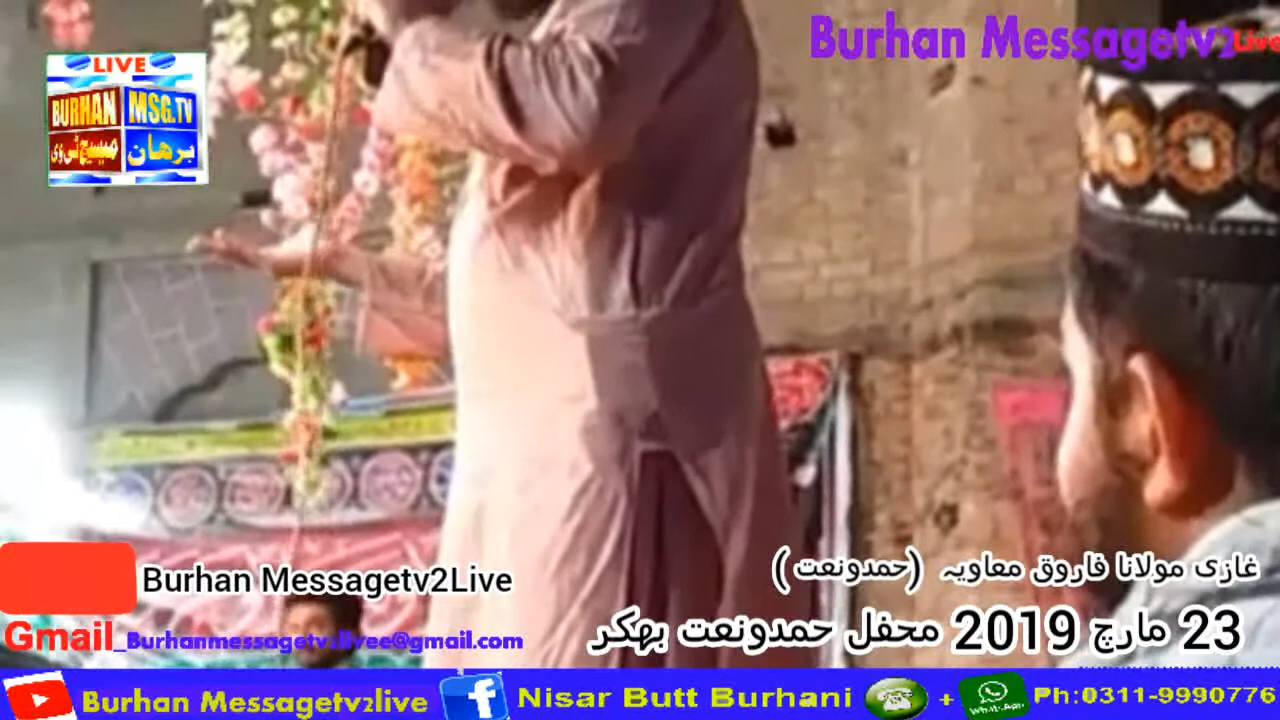 Burhan Messagetv2Live
LIVE
BURHAN MSG.TV
میسیج ٹی وی برھان
غازی مولانا فاروق معاویہ (حمدونعت)
Burhan Messagetv2Live
23 مارچ 2019 محفل حمدونعت بھکر
Gmail_Burhanmessagetv2livee@gmail.com
Burhan Messagetv2live
f Nisar Butt Burhani + WhatsApp Ph:0311-9990776